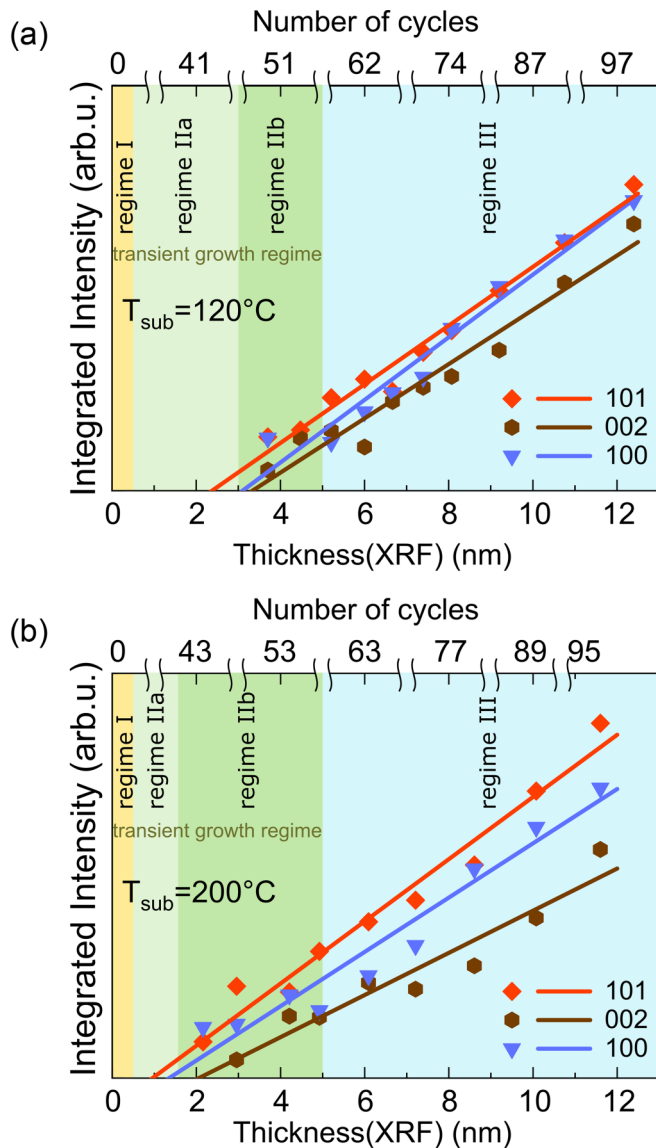 (a)
Number of cycles
0 41 51 62 74 87 97
Integrated Intensity (arb.u.)
regime I
regime IIa
regime IIb
regime III
transient growth regime
Tsub=120°C
101
002
100
0 2 4 6 8 10 12
Thickness(XRF) (nm)
(b)
Number of cycles
0 43 53 63 77 89 95
Integrated Intensity (arb.u.)
regime I
regime IIa
regime IIb
regime III
transient growth regime
Tsub=200°C
101
002
100
0 2 4 6 8 10 12
Thickness(XRF) (nm)